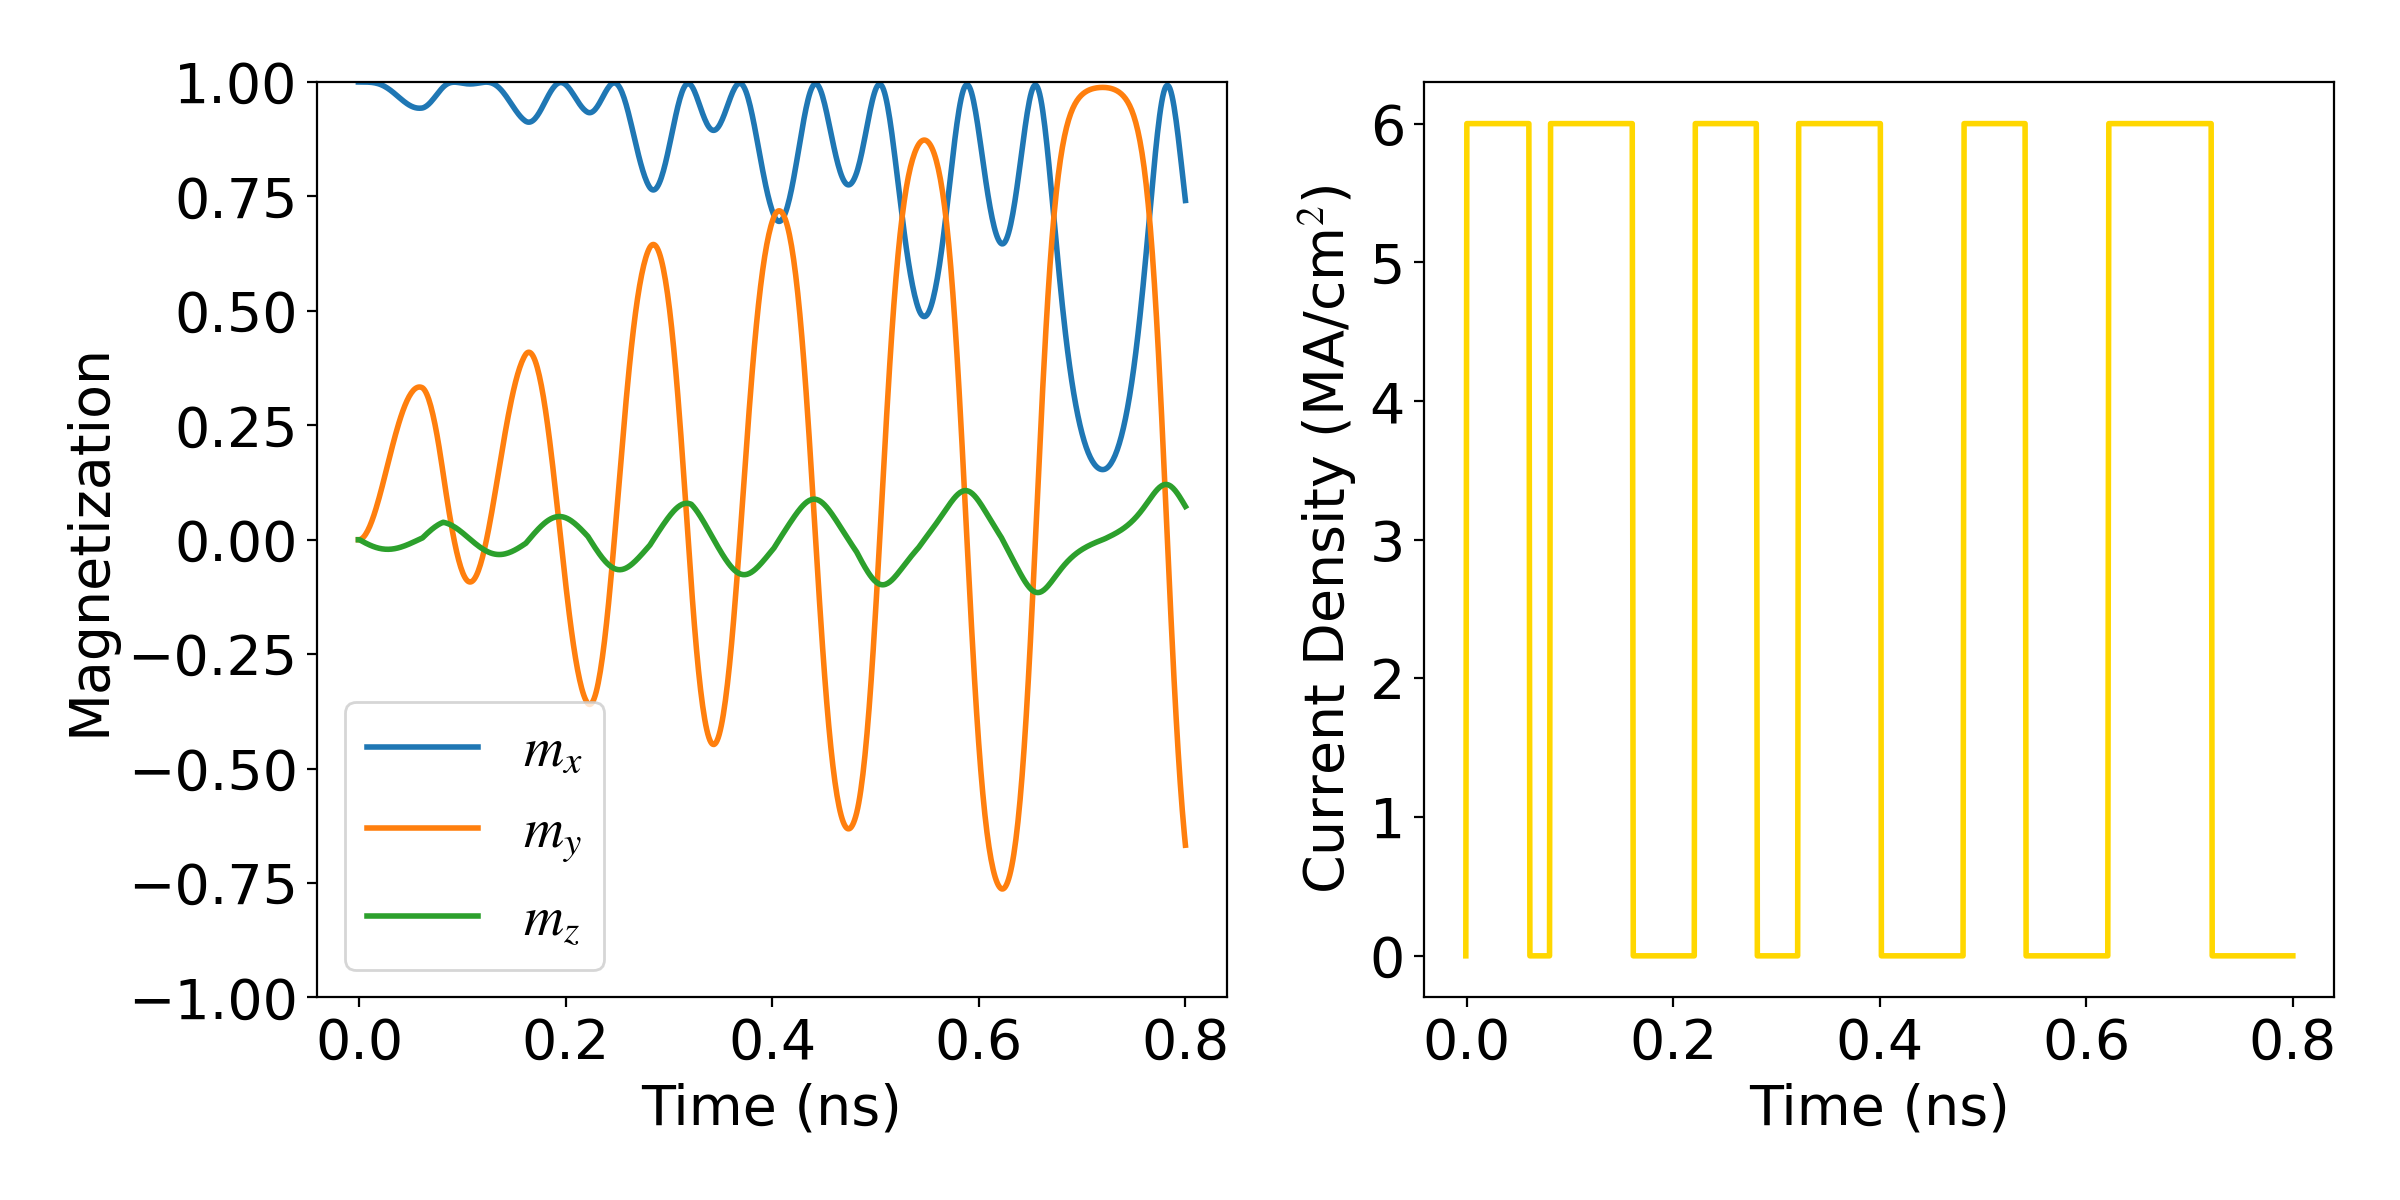 1.00
0.75
0.50
0.25
0.00
−0.25
−0.50
−0.75
−1.00
Magnetization
m_x
m_y
m_z
0.0 0.2 0.4 0.6 0.8
Time (ns)
6
5
4
3
2
1
0
Current Density (MA/cm²)
0.0 0.2 0.4 0.6 0.8
Time (ns)